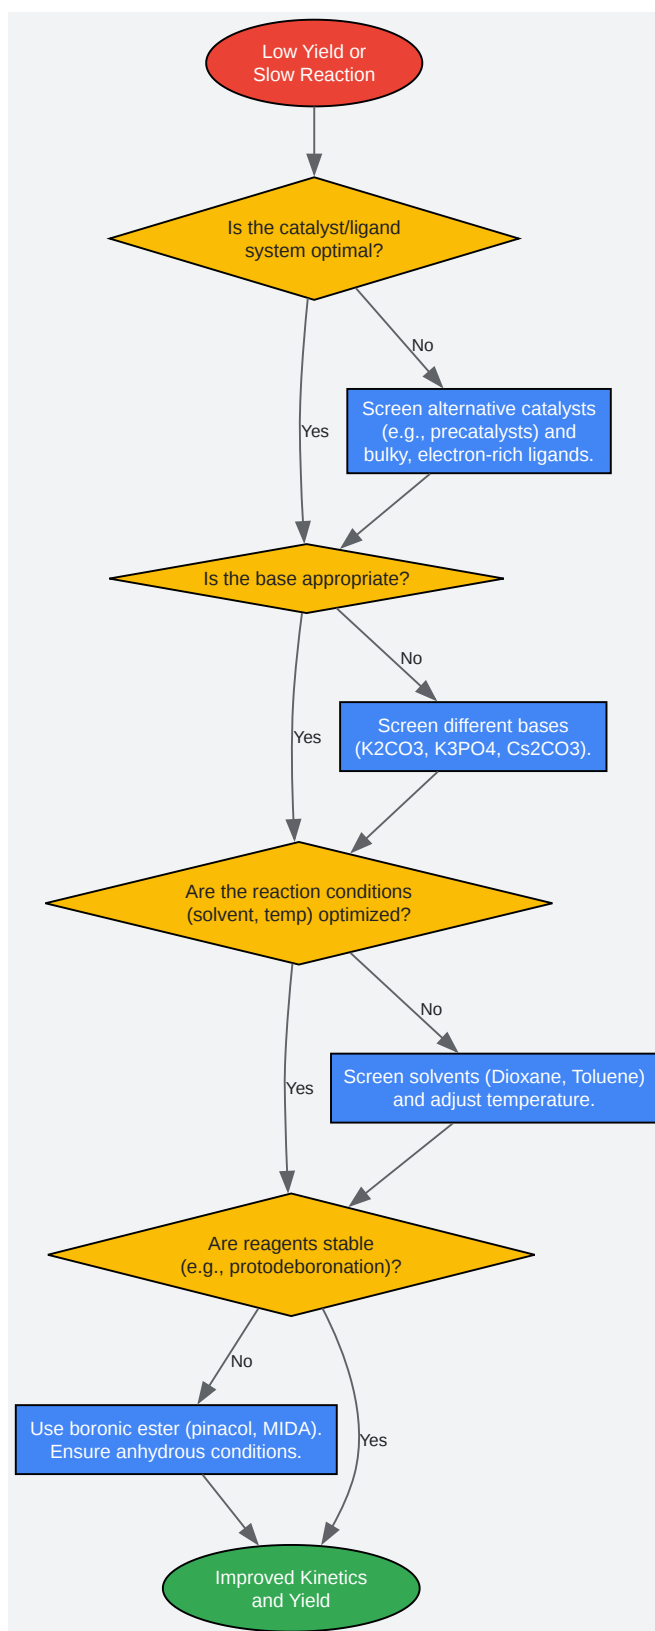 Low Yield or
Slow Reaction
Is the catalyst/ligand
system optimal?
No
Yes
Screen alternative catalysts
(e.g., precatalysts) and
bulky, electron-rich ligands.
Is the base appropriate?
No
Yes
Screen different bases
(K2CO3, K3PO4, Cs2CO3).
Are the reaction conditions
(solvent, temp) optimized?
No
Yes
Screen solvents (Dioxane, Toluene)
and adjust temperature.
Are reagents stable
(e.g., protodeboronation)?
No
Yes
Use boronic ester (pinacol, MIDA).
Ensure anhydrous conditions.
Improved Kinetics
and Yield